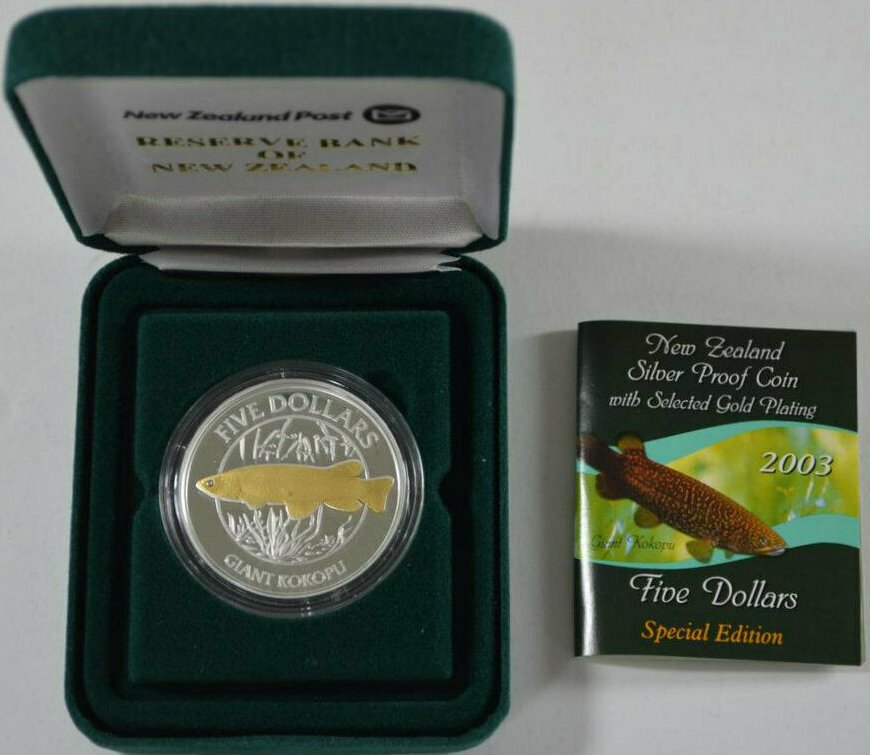 New Zealand Post
RESERVE BANK
OF
NEW ZEALAND
FIVE DOLLARS
GIANT KOKOPU
New Zealand
Silver Proof Coin
with Selected Gold Plating
2003
Giant Kokopu
Five Dollars
Special Edition